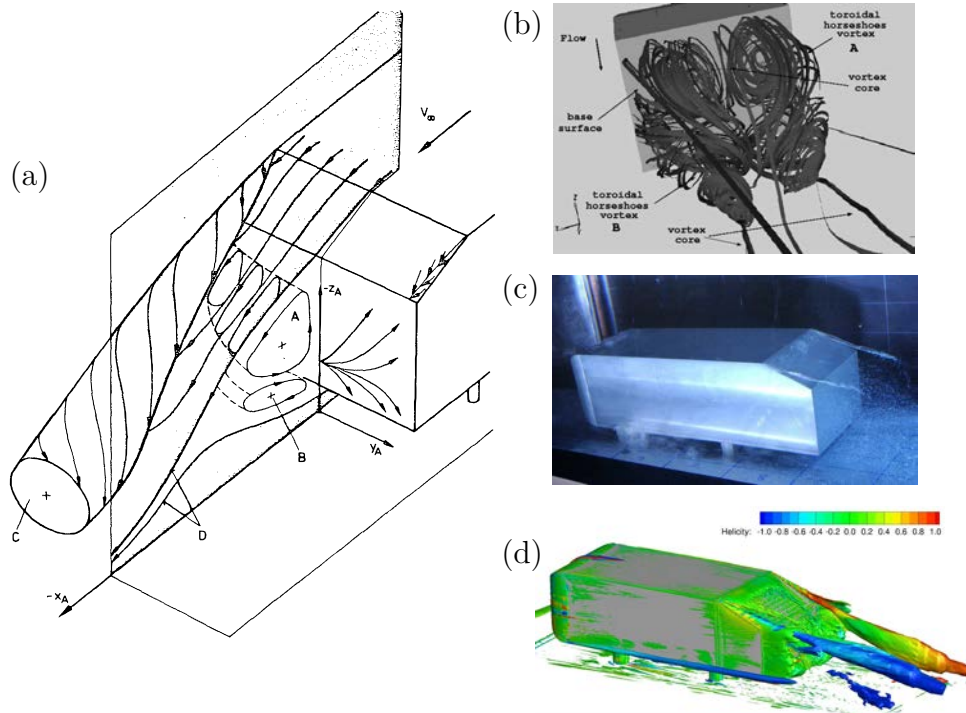 (a)
V∞
-zA
A
B
yA
C
D
-xA
(b)
Flow
toroidal
horseshoes
vortex
A
vortex
core
base
surface
toroidal
horseshoes
vortex
B
vortex
core
(c)
(d)
Helicity: -1.0 -0.8 -0.6 -0.4 -0.2 0.0 0.2 0.4 0.6 0.8 1.0